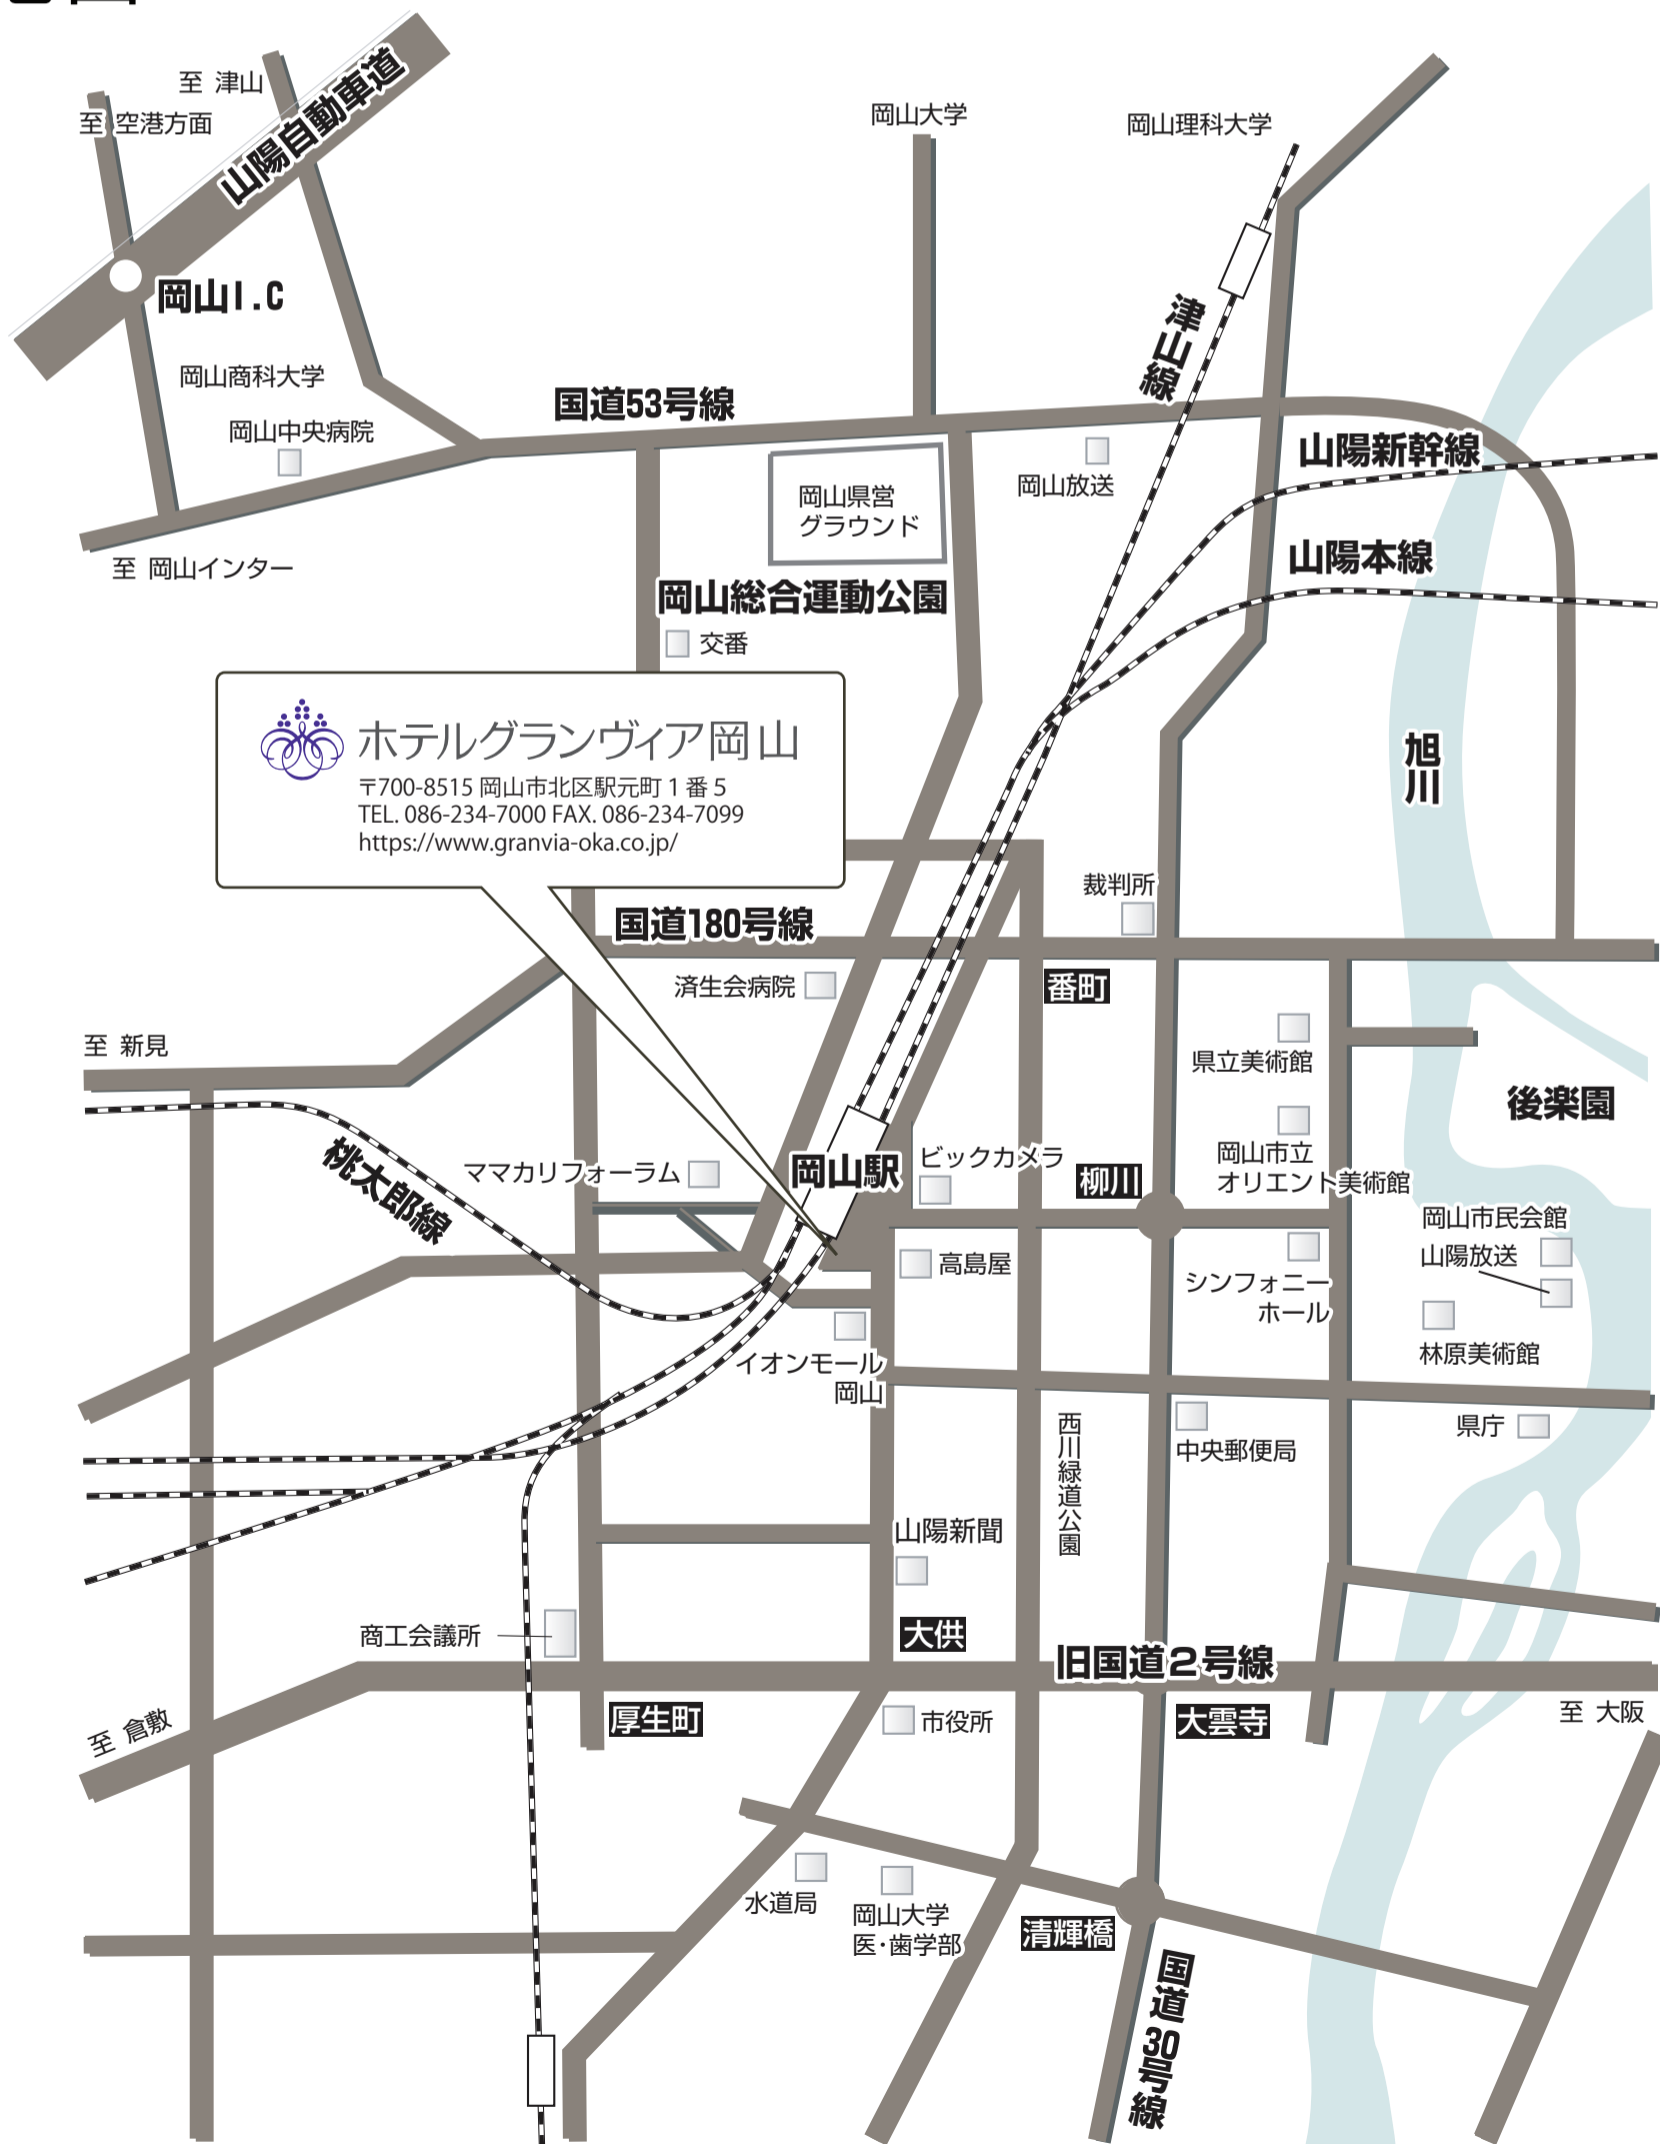 至 津山
至 空港方面
山陽自動車道
岡山大学
岡山理科大学
岡山I.C
津山線
岡山商科大学
国道53号線
岡山中央病院
山陽新幹線
岡山放送
岡山県営
グラウンド
至 岡山インター
山陽本線
岡山総合運動公園
交番
ホテルグランヴィア岡山
〒700-8515 岡山市北区駅元町1番5
TEL. 086-234-7000 FAX. 086-234-7099
https://www.granvia-oka.co.jp/
旭川
裁判所
国道180号線
済生会病院
番町
至 新見
県立美術館
後楽園
桃太郎線
ママカリフォーラム
岡山駅
ビックカメラ
柳川
岡山市立
オリエント美術館
岡山市民会館
山陽放送
高島屋
シンフォニー
ホール
林原美術館
イオンモール
岡山
西川緑道公園
中央郵便局
県庁
山陽新聞
商工会議所
大供
旧国道2号線
厚生町
市役所
大雲寺
至 大阪
至 倉敷
水道局
岡山大学
医・歯学部
清輝橋
国道30号線